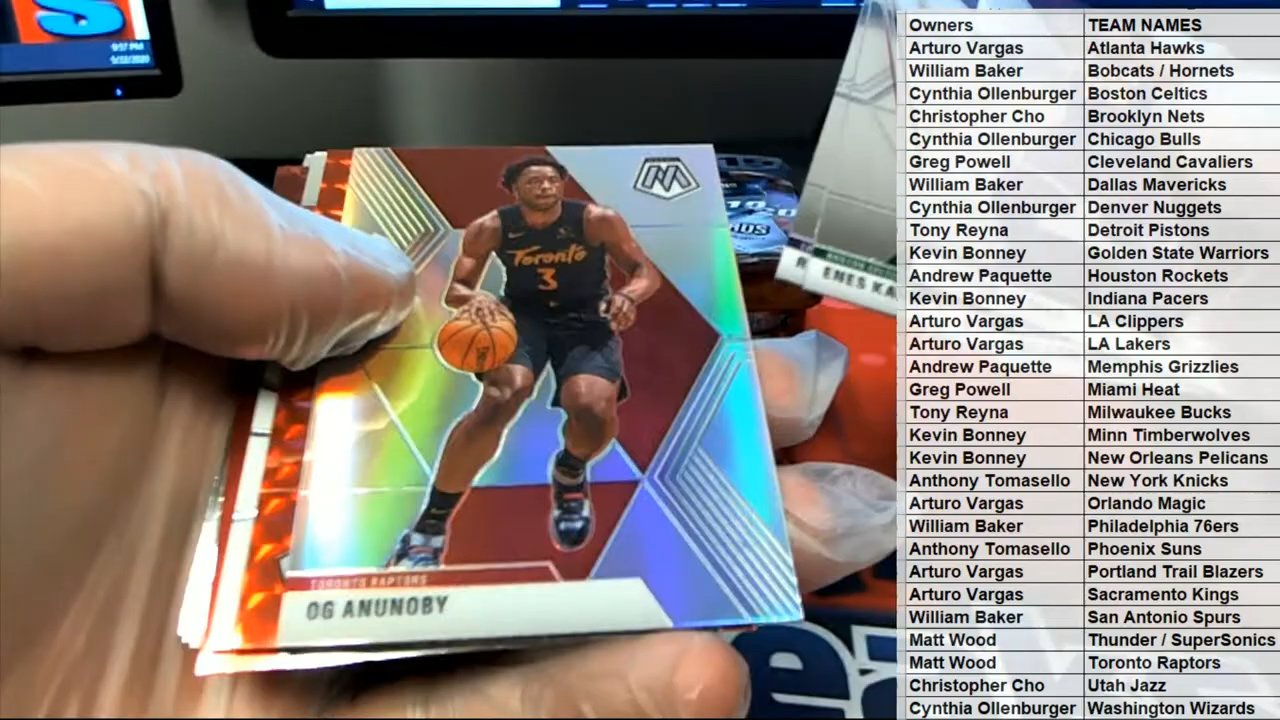 S
9:57 PM
5/22/2020
M
Toronto
3
TORONTO RAPTORS
OG ANUNOBY
ENES KA
Owners TEAM NAMES
Arturo Vargas Atlanta Hawks
William Baker Bobcats / Hornets
Cynthia Ollenburger Boston Celtics
Christopher Cho Brooklyn Nets
Cynthia Ollenburger Chicago Bulls
Greg Powell Cleveland Cavaliers
William Baker Dallas Mavericks
Cynthia Ollenburger Denver Nuggets
Tony Reyna Detroit Pistons
Kevin Bonney Golden State Warriors
Andrew Paquette Houston Rockets
Kevin Bonney Indiana Pacers
Arturo Vargas LA Clippers
Arturo Vargas LA Lakers
Andrew Paquette Memphis Grizzlies
Greg Powell Miami Heat
Tony Reyna Milwaukee Bucks
Kevin Bonney Minn Timberwolves
Kevin Bonney New Orleans Pelicans
Anthony Tomasello New York Knicks
Arturo Vargas Orlando Magic
William Baker Philadelphia 76ers
Anthony Tomasello Phoenix Suns
Arturo Vargas Portland Trail Blazers
Arturo Vargas Sacramento Kings
William Baker San Antonio Spurs
Matt Wood Thunder / SuperSonics
Matt Wood Toronto Raptors
Christopher Cho Utah Jazz
Cynthia Ollenburger Washington Wizards